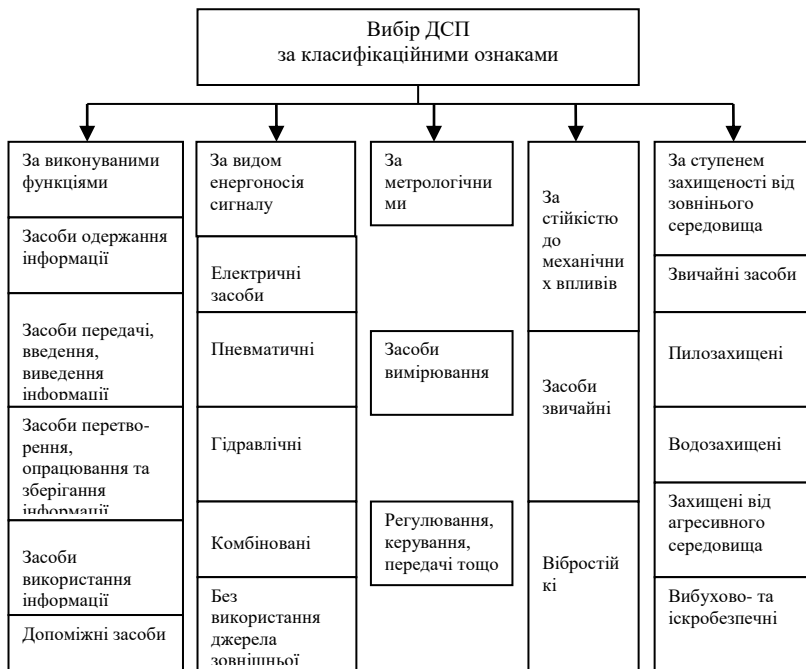 Вибір ДСП
за класифікаційними ознаками
За виконуваними
функціями
Засоби одержання
інформації
Засоби передачі,
введення,
виведення
інформації
Засоби перетво-
рення,
опрацювання та
зберігання
інформації
Засоби
використання
інформації
Допоміжні засоби
За видом
енергоносія
сигналу
Електричні
засоби
Пневматичні
Гідравлічні
Комбіновані
Без
використання
джерела
зовнішньої
За
метрологічни
ми
Засоби
вимірювання
Регулювання,
керування,
передачі тощо
За
стійкістю
до
механічни
х впливів
Засоби
звичайні
Вібростій
кі
За ступенем
захищеності від
зовнінього
середовища
Звичайні засоби
Пилозахищені
Водозахищені
Захищені від
агресивного
середовища
Вибухово- та
іскробезпечні